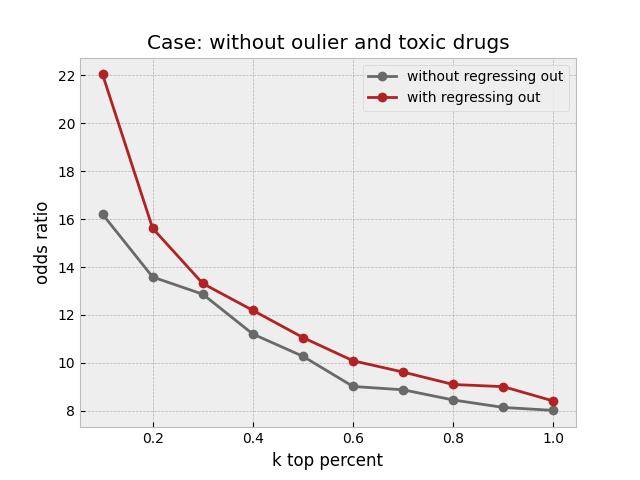 Case: without oulier and toxic drugs
without regressing out
with regressing out
odds ratio
22
20
18
16
14
12
10
8
0.2 0.4 0.6 0.8 1.0
k top percent